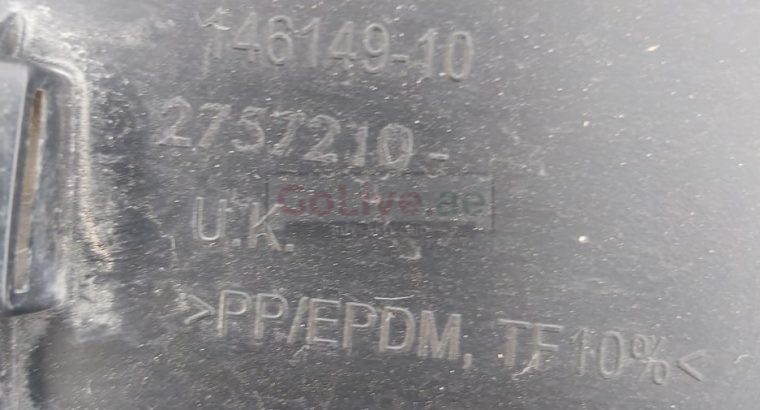 146149-10
2757210-
U.K.
GoLive.ae
>PP/EPDM, TF10%<